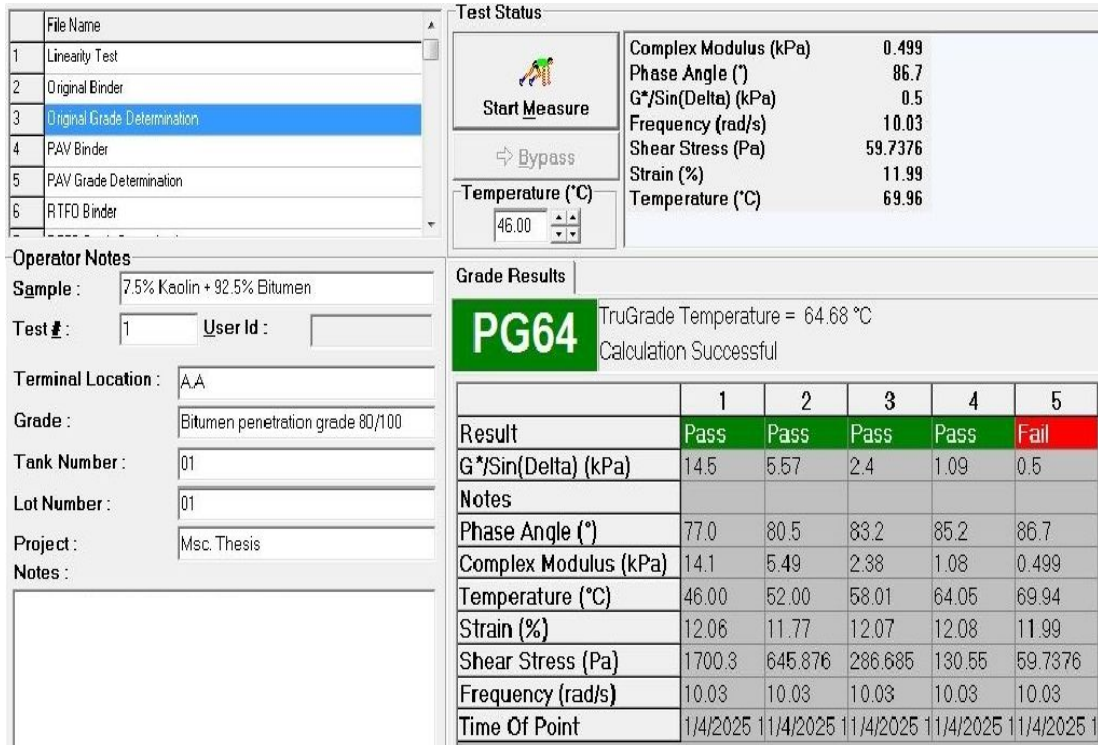 File Name
1 Linearity Test
2 Original Binder
3 Original Grade Determination
4 PAV Binder
5 PAV Grade Determination
6 RTFO Binder
Test Status
Start Measure
Bypass
Temperature (°C)
46.00
Complex Modulus (kPa) 0.499
Phase Angle (°) 86.7
G*/Sin(Delta) (kPa) 0.5
Frequency (rad/s) 10.03
Shear Stress (Pa) 59.7376
Strain (%) 11.99
Temperature (°C) 69.96
Operator Notes
Sample : 7.5% Kaolin + 92.5% Bitumen
Test # : 1 User Id :
Terminal Location : A.A
Grade : Bitumen penetration grade 80/100
Tank Number : 01
Lot Number : 01
Project : Msc. Thesis
Notes :
Grade Results
PG64
TruGrade Temperature = 64.68 °C
Calculation Successful
1 2 3 4 5
Result Pass Pass Pass Pass Fail
G*/Sin(Delta) (kPa) 14.5 5.57 2.4 1.09 0.5
Notes
Phase Angle (°) 77.0 80.5 83.2 85.2 86.7
Complex Modulus (kPa) 14.1 5.49 2.38 1.08 0.499
Temperature (°C) 46.00 52.00 58.01 64.05 69.94
Strain (%) 12.06 11.77 12.07 12.08 11.99
Shear Stress (Pa) 1700.3 645.876 286.685 130.55 59.7376
Frequency (rad/s) 10.03 10.03 10.03 10.03 10.03
Time Of Point 11/4/2025 1 11/4/2025 1 11/4/2025 1 11/4/2025 1 11/4/2025 1